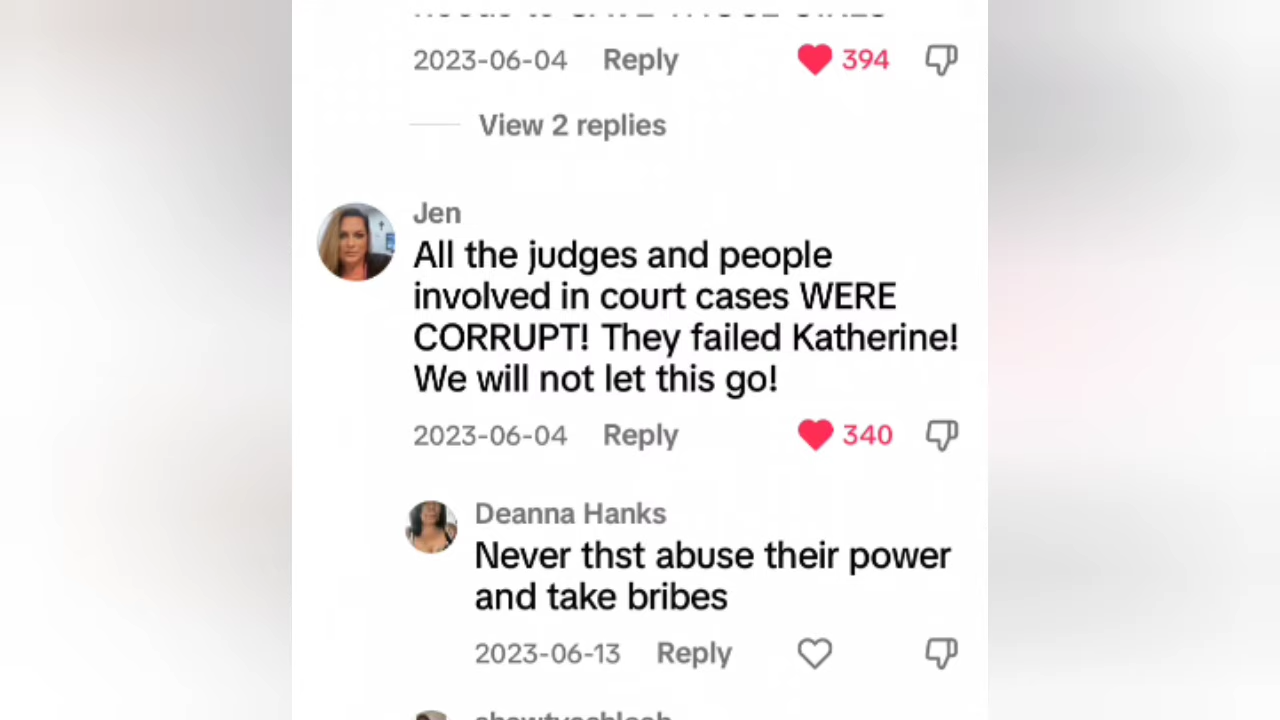 2023-06-04 Reply 394
View 2 replies
Jen
All the judges and people
involved in court cases WERE
CORRUPT! They failed Katherine!
We will not let this go!
2023-06-04 Reply 340
Deanna Hanks
Never thst abuse their power
and take bribes
2023-06-13 Reply